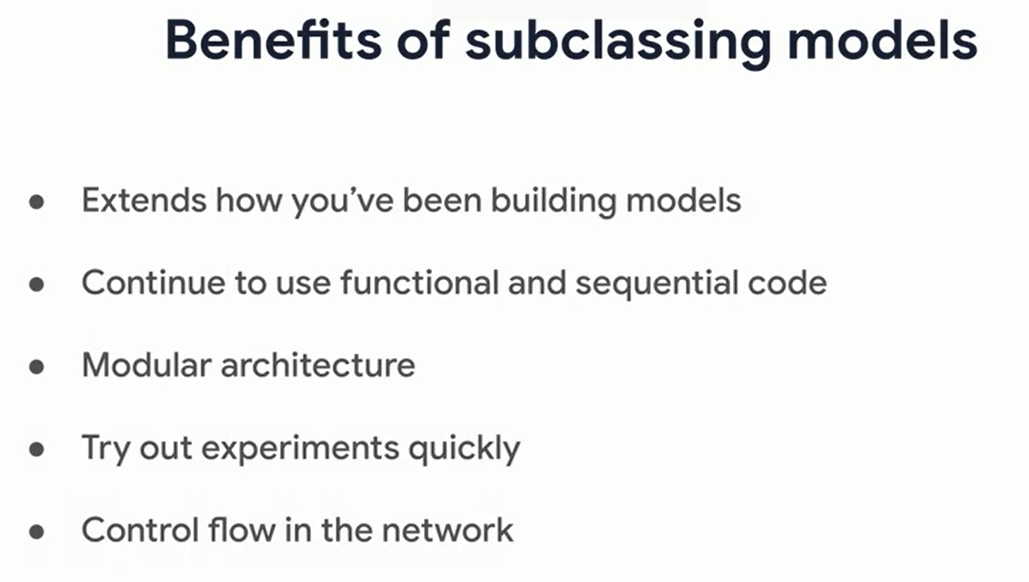 Benefits of subclassing models
● Extends how you’ve been building models
● Continue to use functional and sequential code
● Modular architecture
● Try out experiments quickly
● Control flow in the network